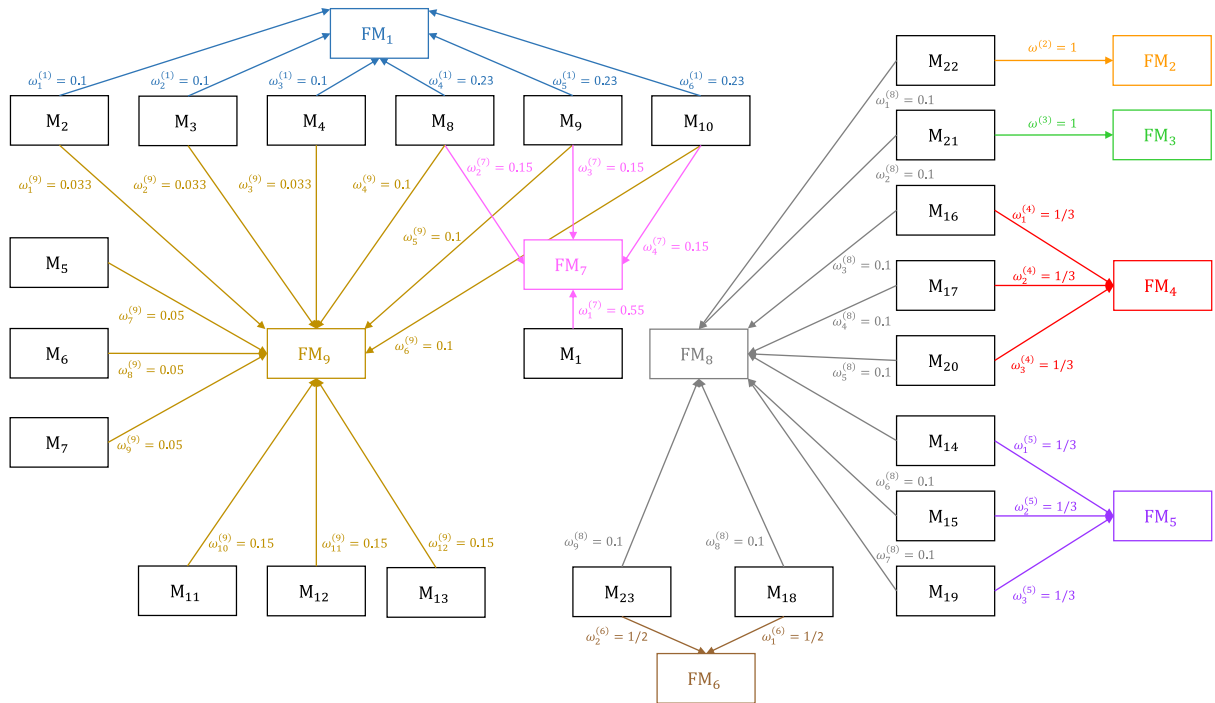 FM₁
M₂₂
ω⁽²⁾ = 1
FM₂
ω₁⁽¹⁾ = 0.1
ω₂⁽¹⁾ = 0.1
ω₃⁽¹⁾ = 0.1
ω₄⁽¹⁾ = 0.23
ω₅⁽¹⁾ = 0.23
ω₆⁽¹⁾ = 0.23
ω₁⁽⁸⁾ = 0.1
M₂
M₃
M₄
M₈
M₉
M₁₀
M₂₁
ω⁽³⁾ = 1
FM₃
ω₁⁽⁹⁾ = 0.033
ω₂⁽⁹⁾ = 0.033
ω₃⁽⁹⁾ = 0.033
ω₄⁽⁹⁾ = 0.1
ω₂⁽⁷⁾ = 0.15
ω₃⁽⁷⁾ = 0.15
ω₂⁽⁸⁾ = 0.1
M₁₆
ω₁⁽⁴⁾ = 1/3
ω₅⁽⁹⁾ = 0.1
ω₄⁽⁷⁾ = 0.15
M₅
FM₇
ω₃⁽⁸⁾ = 0.1
M₁₇
ω₂⁽⁴⁾ = 1/3
FM₄
ω₇⁽⁹⁾ = 0.05
ω₁⁽⁷⁾ = 0.55
ω₄⁽⁸⁾ = 0.1
M₆
FM₉
ω₆⁽⁹⁾ = 0.1
M₁
FM₈
M₂₀
ω₈⁽⁹⁾ = 0.05
ω₅⁽⁸⁾ = 0.1
ω₃⁽⁴⁾ = 1/3
M₇
ω₉⁽⁹⁾ = 0.05
M₁₄
ω₁⁽⁵⁾ = 1/3
ω₆⁽⁸⁾ = 0.1
M₁₅
ω₂⁽⁵⁾ = 1/3
FM₅
ω₁₀⁽⁹⁾ = 0.15
ω₁₁⁽⁹⁾ = 0.15
ω₁₂⁽⁹⁾ = 0.15
ω₉⁽⁸⁾ = 0.1
ω₈⁽⁸⁾ = 0.1
ω₇⁽⁸⁾ = 0.1
M₁₁
M₁₂
M₁₃
M₂₃
M₁₈
M₁₉
ω₃⁽⁵⁾ = 1/3
ω₂⁽⁶⁾ = 1/2
ω₁⁽⁶⁾ = 1/2
FM₆